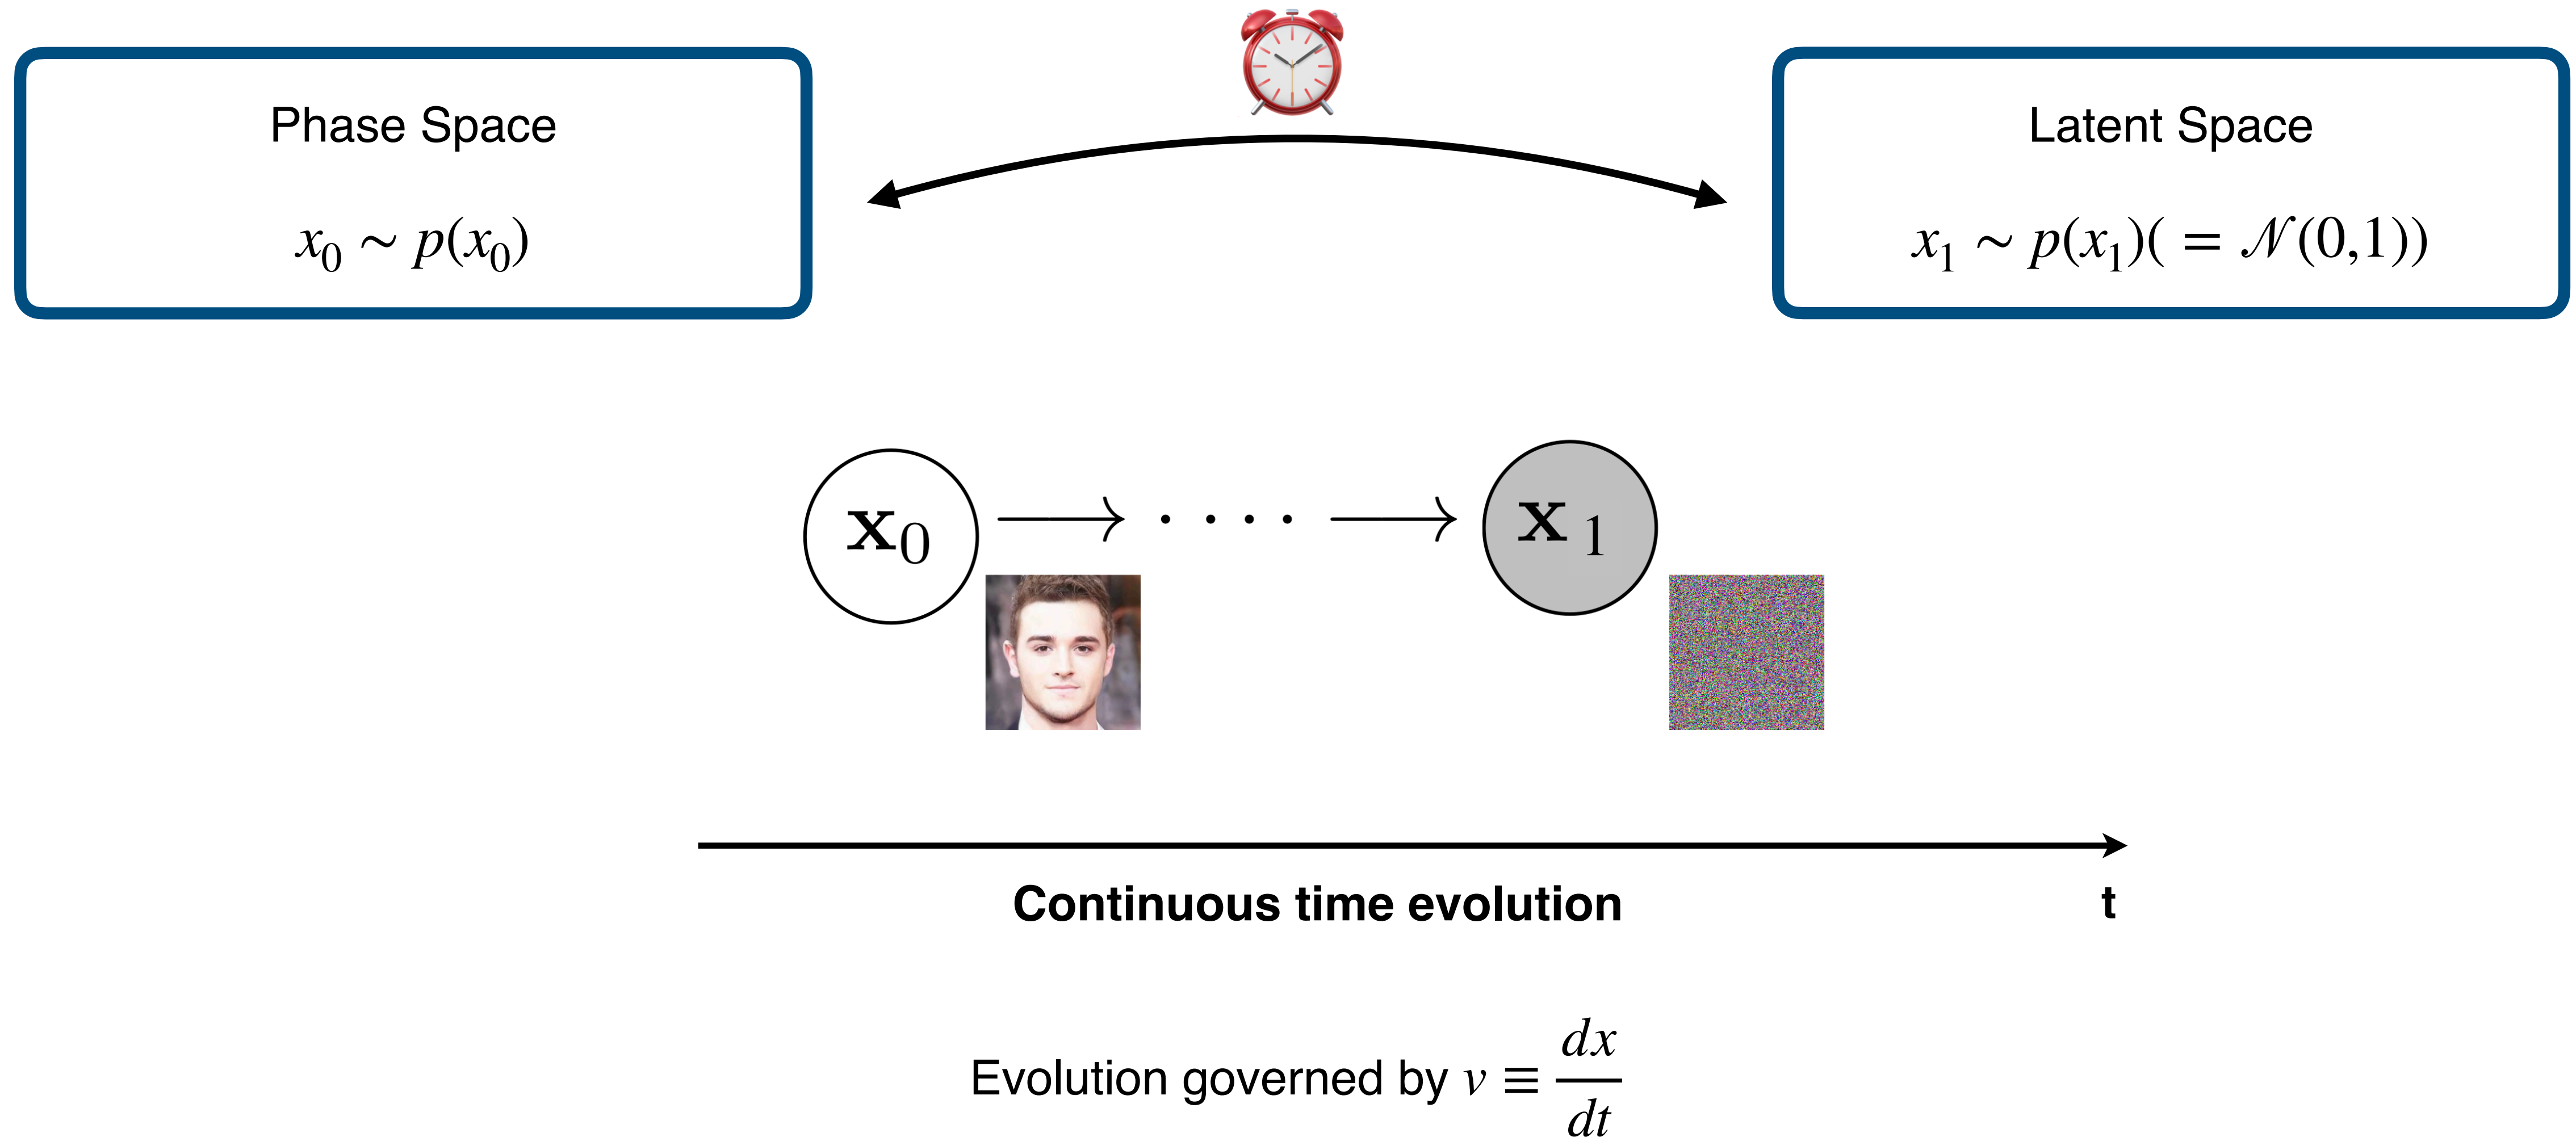 Phase Space
x₀ ∼ p(x₀)
Latent Space
x₁ ∼ p(x₁)( = 𝒩(0,1))
x₀ ⟶ · · · · ⟶ x₁
Continuous time evolution
t
Evolution governed by v ≡ dx/dt